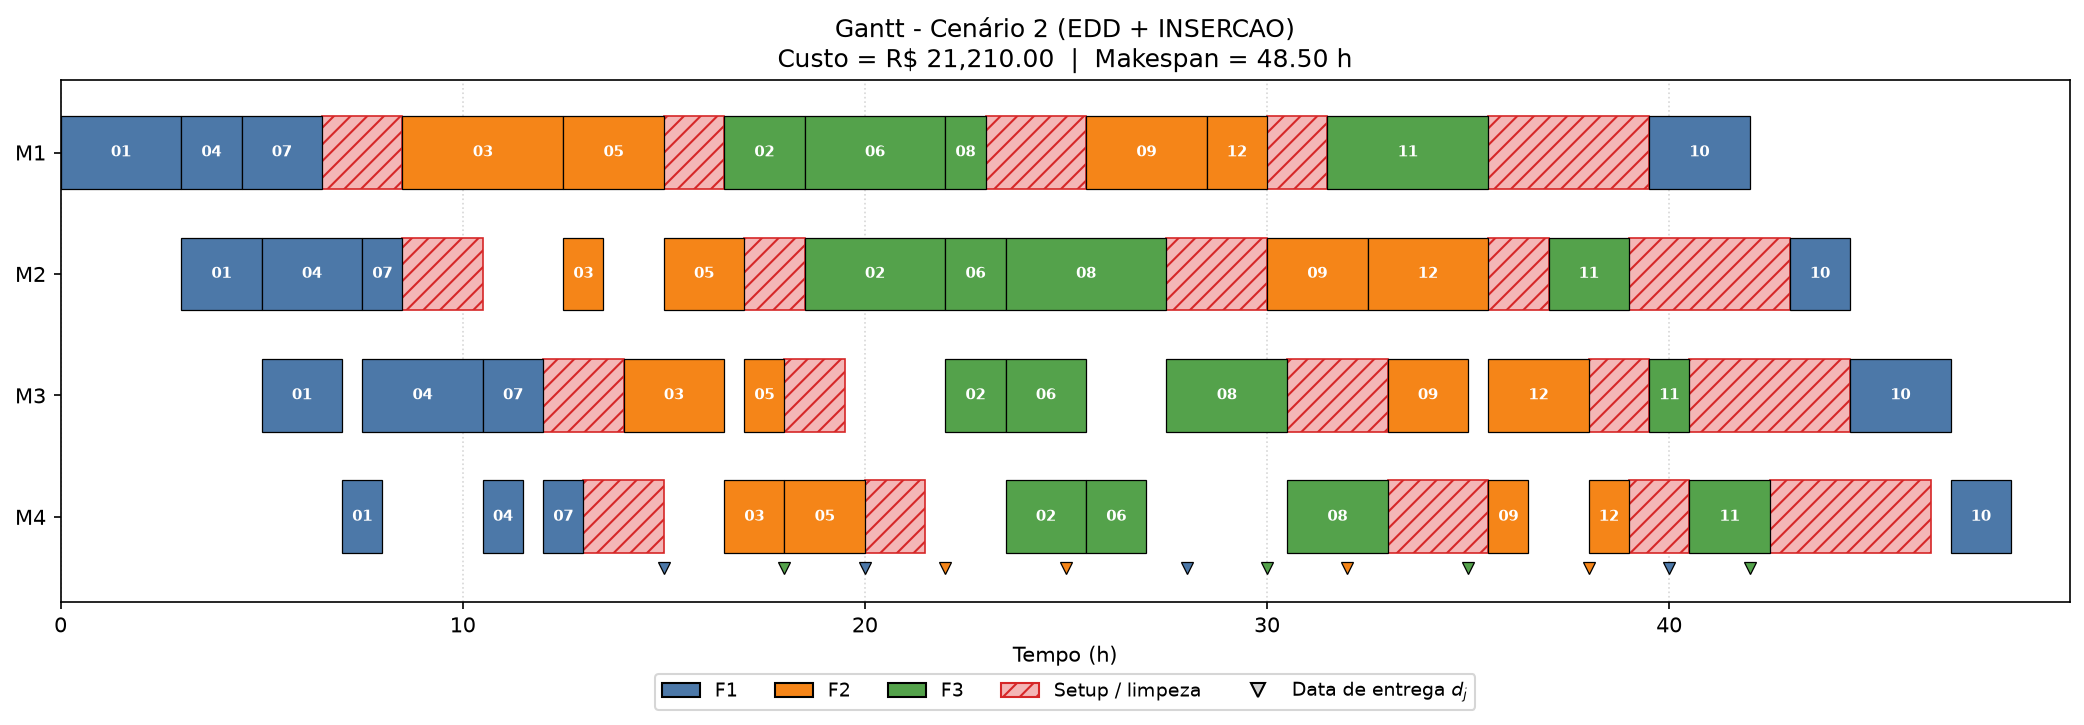 Gantt - Cenário 2 (EDD + INSERCAO)
Custo = R$ 21,210.00 | Makespan = 48.50 h
M1 01 04 07 03 05 02 06 08 09 12 11 10
M2 01 04 07 03 05 02 06 08 09 12 11 10
M3 01 04 07 03 05 02 06 08 09 12 11 10
M4 01 04 07 03 05 02 06 08 09 12 11 10
0 10 20 30 40
Tempo (h)
F1 F2 F3 Setup / limpeza Data de entrega dj